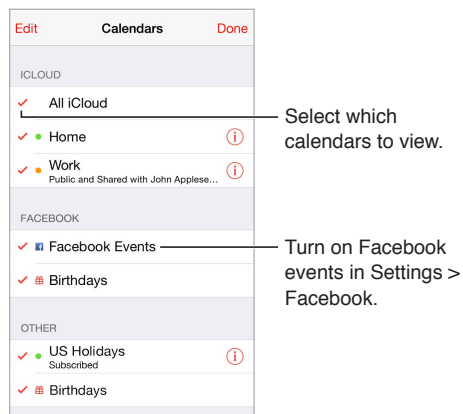 Edit Calendars Done
ICLOUD
All iCloud
Home
Work
Public and Shared with John Applese...
FACEBOOK
Facebook Events
Birthdays
OTHER
US Holidays
Subscribed
Birthdays
Select which
calendars to view.
Turn on Facebook
events in Settings >
Facebook.